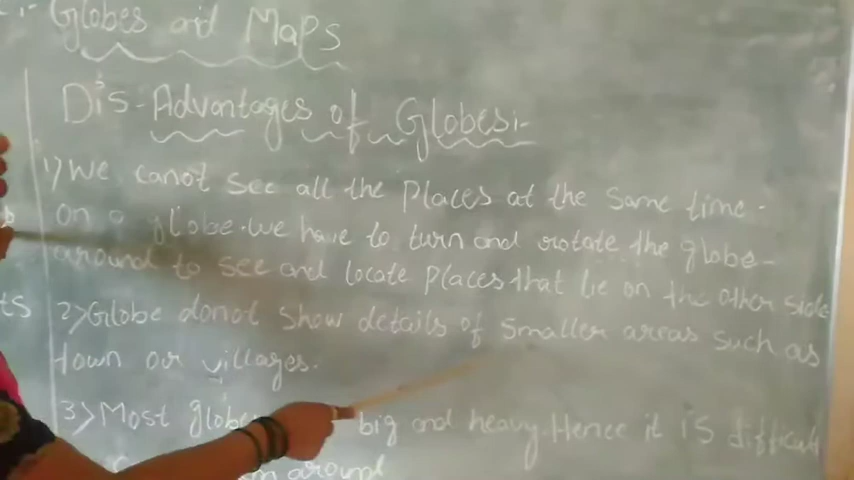 Globes and Maps
Dis-Advantages of Globes:-
1) We canot see all the places at the same time.
on a globe. we have to turn and rotate the globe-
around to see and locate places that lie on the other side
2) Globe donot show details of smaller areas such as
town or villages.
3) Most globes big and heavy. Hence it is difficult
around